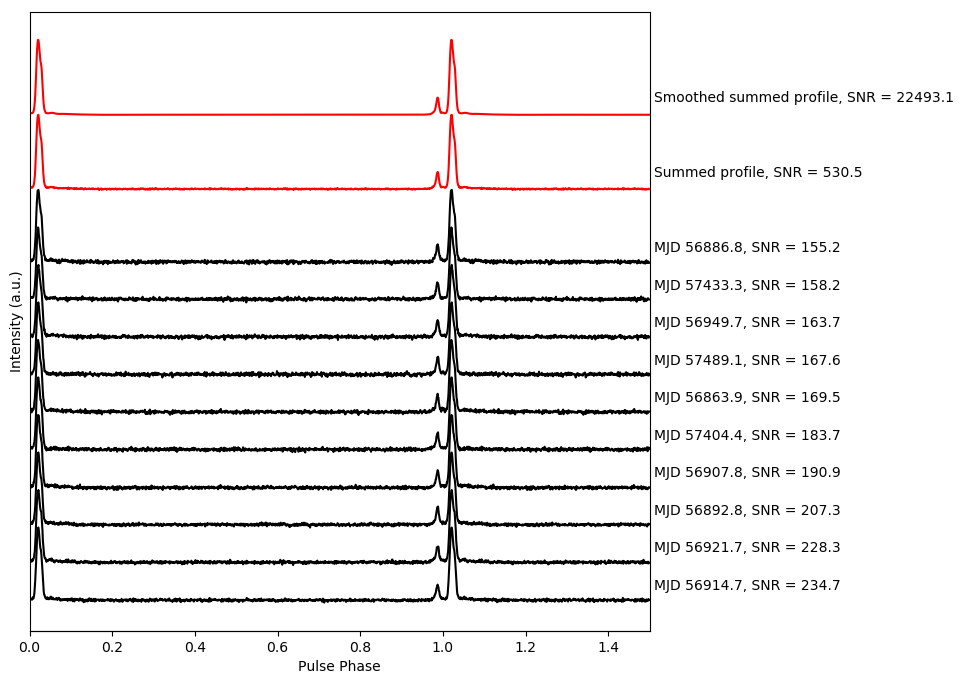 Smoothed summed profile, SNR = 22493.1
Summed profile, SNR = 530.5
MJD 56886.8, SNR = 155.2
MJD 57433.3, SNR = 158.2
MJD 56949.7, SNR = 163.7
MJD 57489.1, SNR = 167.6
MJD 56863.9, SNR = 169.5
MJD 57404.4, SNR = 183.7
MJD 56907.8, SNR = 190.9
MJD 56892.8, SNR = 207.3
MJD 56921.7, SNR = 228.3
MJD 56914.7, SNR = 234.7
Intensity (a.u.)
0.0 0.2 0.4 0.6 0.8 1.0 1.2 1.4
Pulse Phase